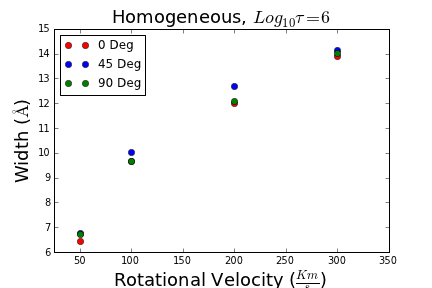 Homogeneous, Log₁₀τ=6
15
14
13
12
11
10
9
8
7
6
0 Deg
45 Deg
90 Deg
Width (Å)
50 100 150 200 250 300 350
Rotational Velocity (Km/s)